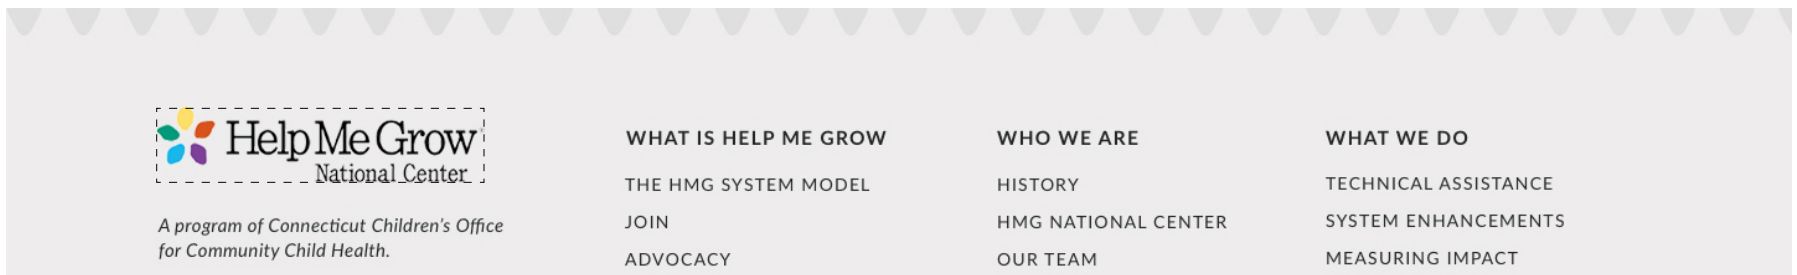 Help Me Grow
National Center
A program of Connecticut Children's Office
for Community Child Health.
WHAT IS HELP ME GROW
THE HMG SYSTEM MODEL
JOIN
ADVOCACY
WHO WE ARE
HISTORY
HMG NATIONAL CENTER
OUR TEAM
WHAT WE DO
TECHNICAL ASSISTANCE
SYSTEM ENHANCEMENTS
MEASURING IMPACT